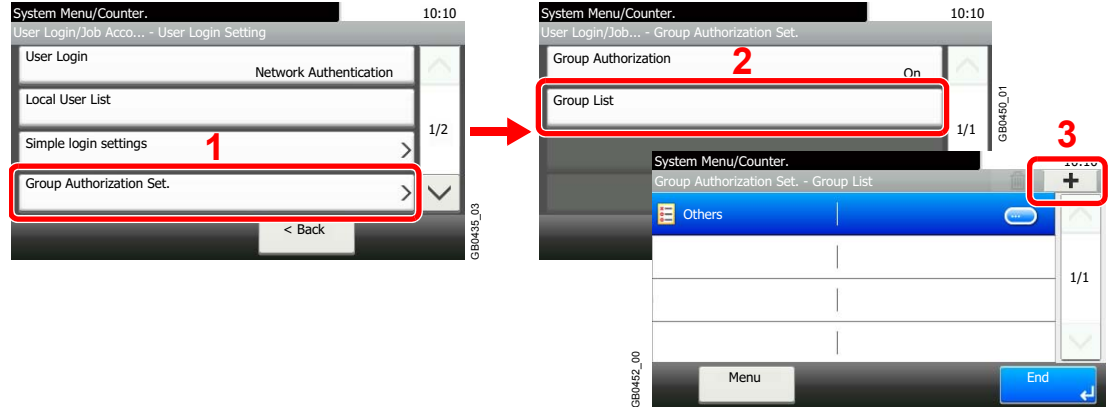 System Menu/Counter.
10:10
User Login/Job Acco... - User Login Setting
User Login
Network Authentication
Local User List
1/2
Simple login settings
1
Group Authorization Set.
< Back
GB0435_03
System Menu/Counter.
10:10
User Login/Job... - Group Authorization Set.
Group Authorization
2
On
Group List
1/1
GB0450_01
3
System Menu/Counter.
10:10
Group Authorization Set. - Group List
+
Others
...
1/1
Menu
End
GB0452_00